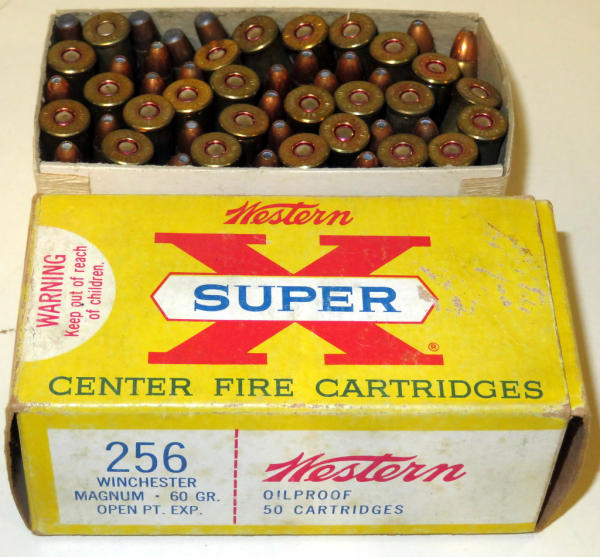 Western
X
SUPER
®
WARNING
Keep out of reach
of children.
CENTER FIRE CARTRIDGES
256
WINCHESTER
MAGNUM · 60 GR.
OPEN PT. EXP.
Western
OILPROOF
50 CARTRIDGES